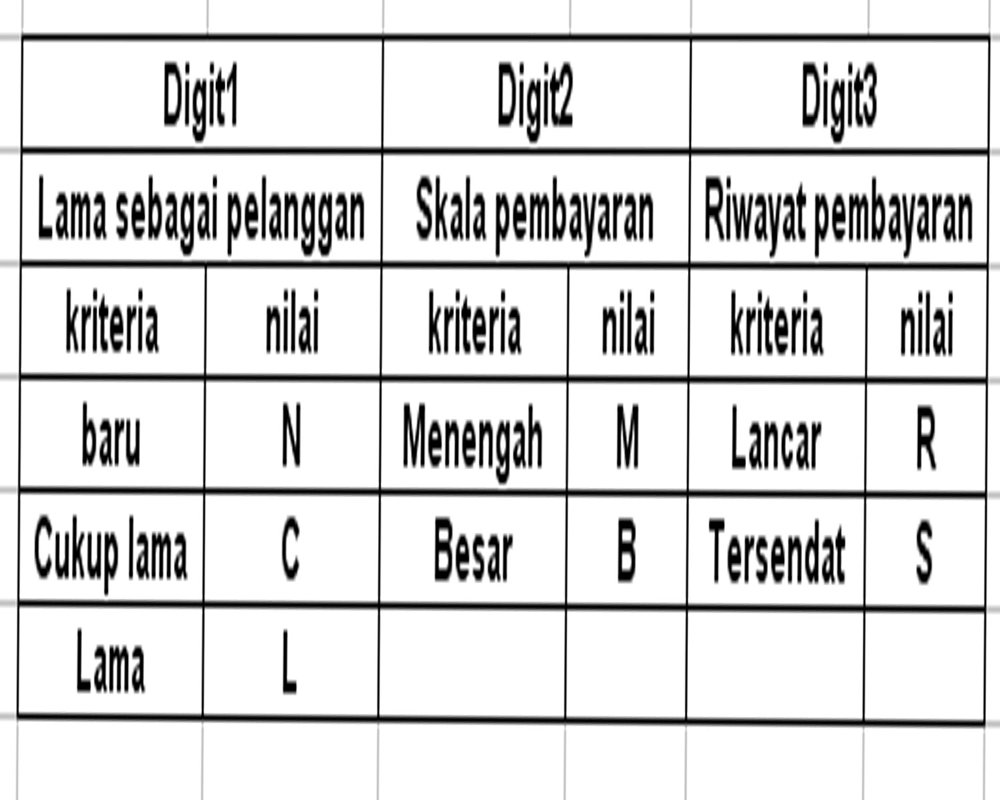 Digit1 Digit2 Digit3
Lama sebagai pelanggan Skala pembayaran Riwayat pembayaran
kriteria nilai kriteria nilai kriteria nilai
baru N Menengah M Lancar R
Cukup lama C Besar B Tersendat S
Lama L